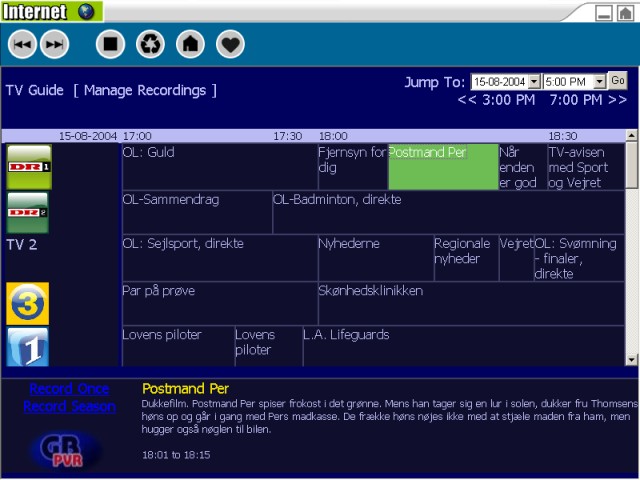 Internet
TV Guide [ Manage Recordings ]
Jump To: 15-08-2004 5:00 PM Go
<< 3:00 PM 7:00 PM >>
15-08-2004 17:00 17:30 18:00 18:30
DR 1
OL: Guld
Fjernsyn for
dig
Postmand Per
Når
enden
er god
TV-avisen
med Sport
og Vejret
DR 2
OL-Sammendrag
OL-Badminton, direkte
TV 2
OL: Sejlsport, direkte
Nyhederne
Regionale
nyheder
Vejret
OL: Svømning
- finaler,
direkte
3
Par på prøve
Skønhedsklinikken
1
Lovens piloter
Lovens
piloter
L.A. Lifeguards
Record Once
Record Season
GB
PVR
Postmand Per
Dukkefilm. Postmand Per spiser frokost i det grønne. Mens han tager sig en lur i solen, dukker fru Thomsens
høns op og går i gang med Pers madkasse. De frække høns nøjes ikke med at stjæle maden fra ham, men
hugger også nøglen til bilen.
18:01 to 18:15